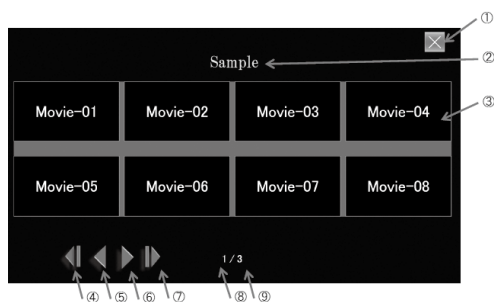 ①
Sample ②
Movie-01 Movie-02 Movie-03 Movie-04 ③
Movie-05 Movie-06 Movie-07 Movie-08
1 / 3
④ ⑤ ⑥ ⑦ ⑧ ⑨